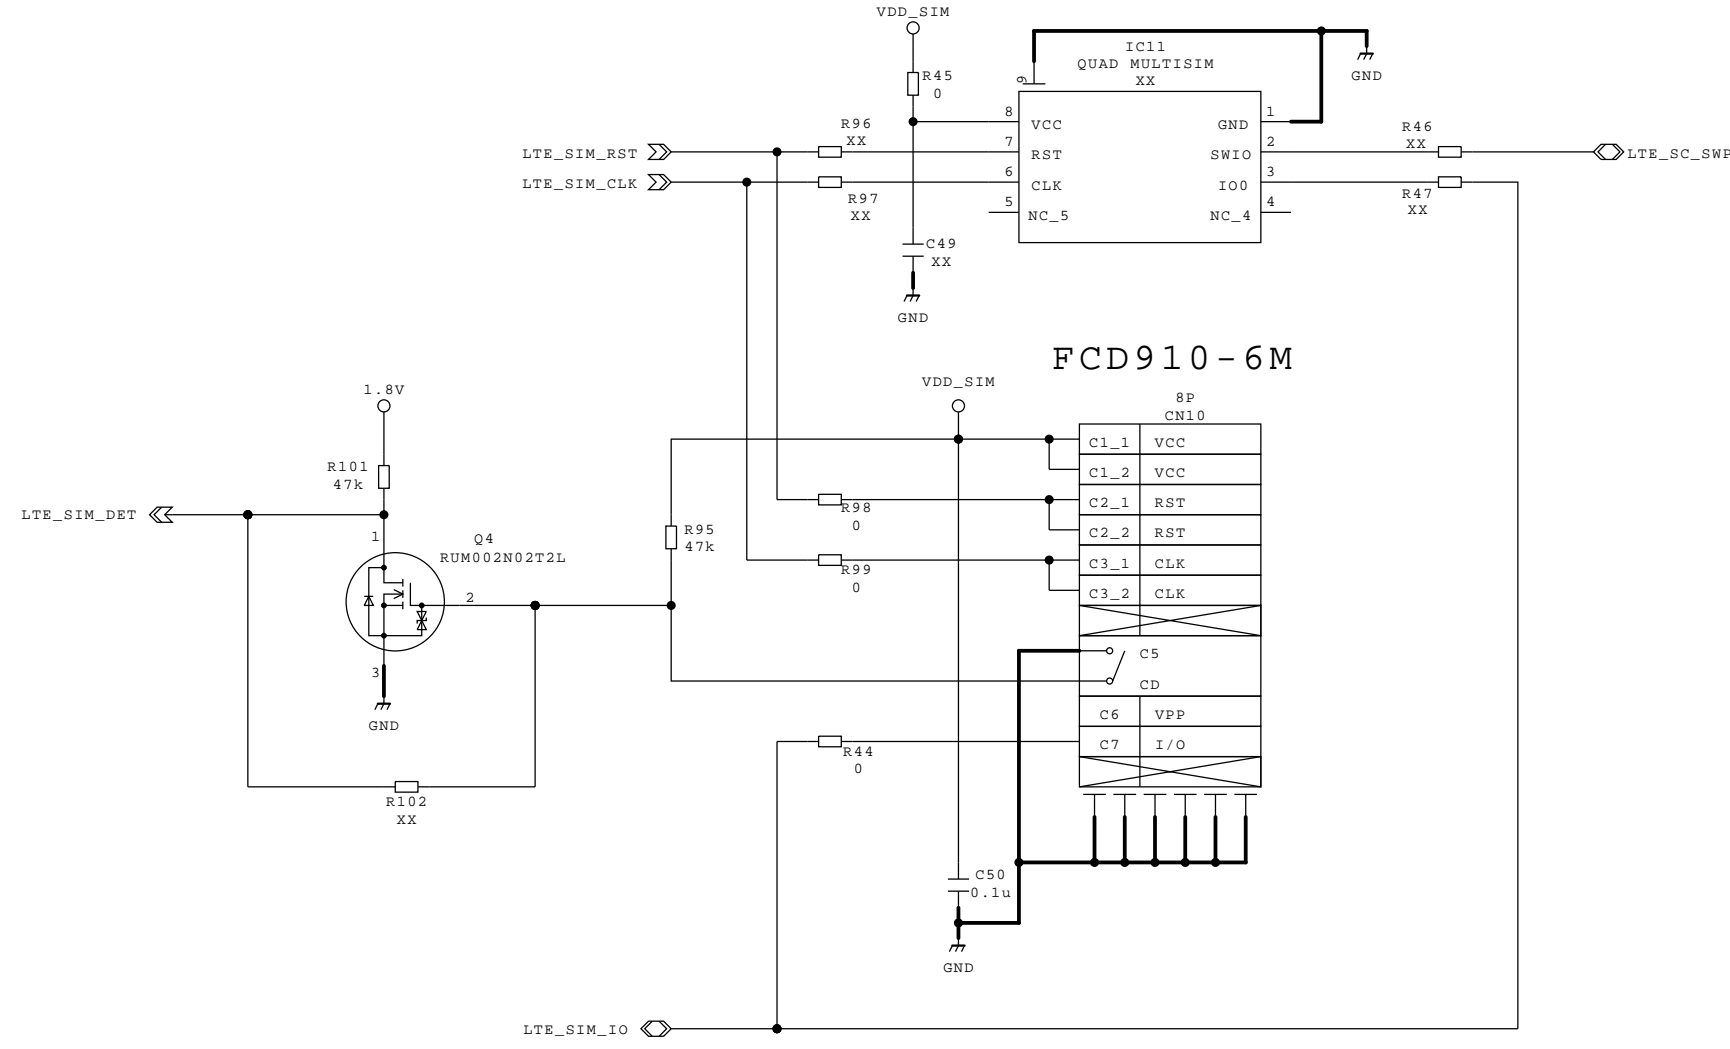 VDD_SIM
IC11
QUAD MULTISIM
XX
9
GND
R45
0
8
VCC
1
GND
R96
XX
R46
XX
LTE_SIM_RST
7
RST
2
SWIO
LTE_SC_SWP
LTE_SIM_CLK
6
CLK
3
IO0
R97
XX
R47
XX
5
NC_5
4
NC_4
C49
XX
GND
FCD910-6M
VDD_SIM
1.8V
8P
CN10
C1_1 VCC
C1_2 VCC
R101
47k
C2_1 RST
R98
0
LTE_SIM_DET
C2_2 RST
R95
47k
1
Q4
RUM002N02T2L
C3_1 CLK
R99
0
C3_2 CLK
2
C5
3
CD
GND
C6 VPP
C7 I/O
R44
0
R102
XX
C50
0.1u
GND
LTE_SIM_IO